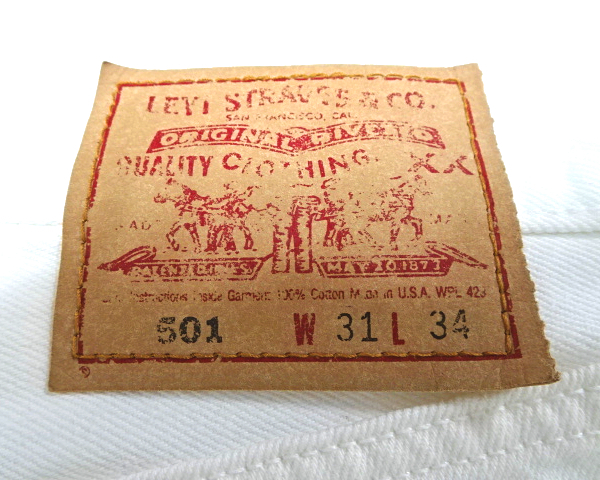 LEVI STRAUSS & CO.
SAN FRANCISCO, CAL
ORIGINAL RIVETED
QUALITY CLOTHING XX
MAY 20 1873
Instructions Inside Garment 100% Cotton Made in U.S.A. WPL 423
501 W 31 L 34